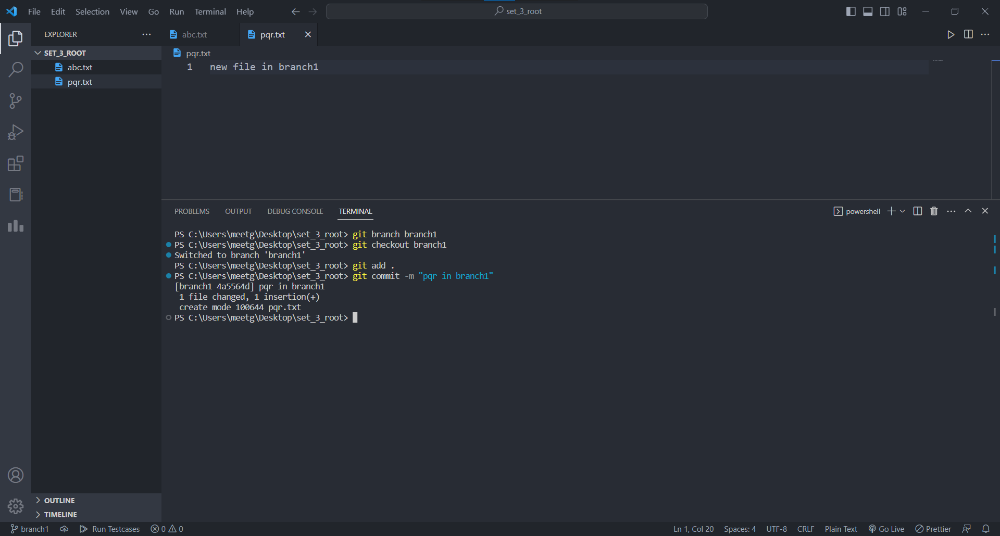 File Edit Selection View Go Run Terminal Help
set_3_root
EXPLORER
abc.txt
pqr.txt
SET_3_ROOT
abc.txt
pqr.txt
pqr.txt
1 new file in branch1
PROBLEMS OUTPUT DEBUG CONSOLE TERMINAL
powershell
PS C:\Users\meetg\Desktop\set_3_root> git branch branch1
PS C:\Users\meetg\Desktop\set_3_root> git checkout branch1
Switched to branch 'branch1'
PS C:\Users\meetg\Desktop\set_3_root> git add .
PS C:\Users\meetg\Desktop\set_3_root> git commit -m "pqr in branch1"
[branch1 4a5564d] pqr in branch1
1 file changed, 1 insertion(+)
create mode 100644 pqr.txt
PS C:\Users\meetg\Desktop\set_3_root>
OUTLINE
TIMELINE
branch1 Run Testcases 0 0 Ln 1, Col 20 Spaces: 4 UTF-8 CRLF Plain Text Go Live Prettier